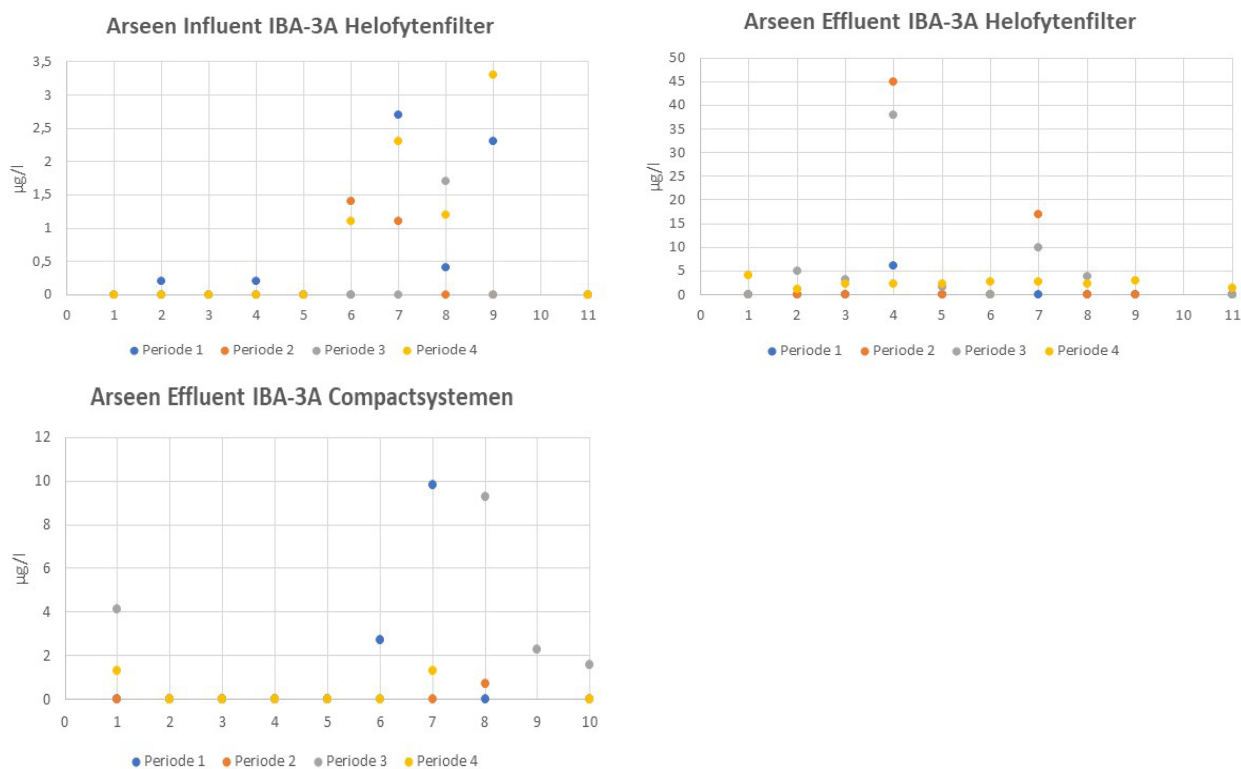 Arseen Influent IBA-3A Helofytenfilter
3,5
3
2,5
2
1,5
1
0,5
0
µg/l
0 1 2 3 4 5 6 7 8 9 10 11
Periode 1 Periode 2 Periode 3 Periode 4
Arseen Effluent IBA-3A Helofytenfilter
50
45
40
35
30
25
20
15
10
5
0
µg/l
0 1 2 3 4 5 6 7 8 9 10 11
Periode 1 Periode 2 Periode 3 Periode 4
Arseen Effluent IBA-3A Compactsystemen
12
10
8
6
4
2
0
µg/l
0 1 2 3 4 5 6 7 8 9 10
Periode 1 Periode 2 Periode 3 Periode 4